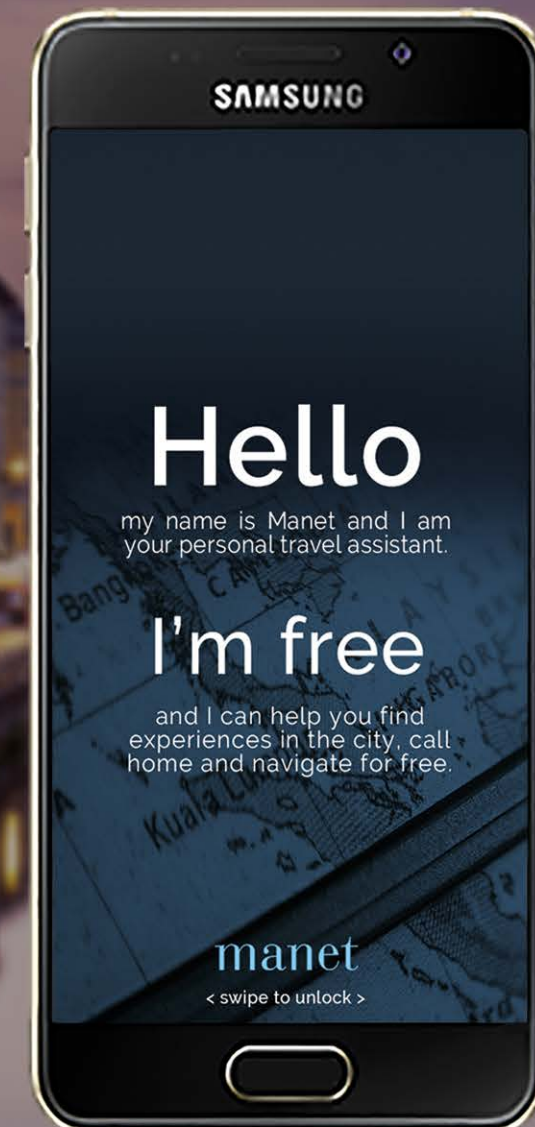 SAMSUNG
Hello
my name is Manet and I am
your personal travel assistant.
I'm free
and I can help you find
experiences in the city, call
home and navigate for free.
manet
< swipe to unlock >